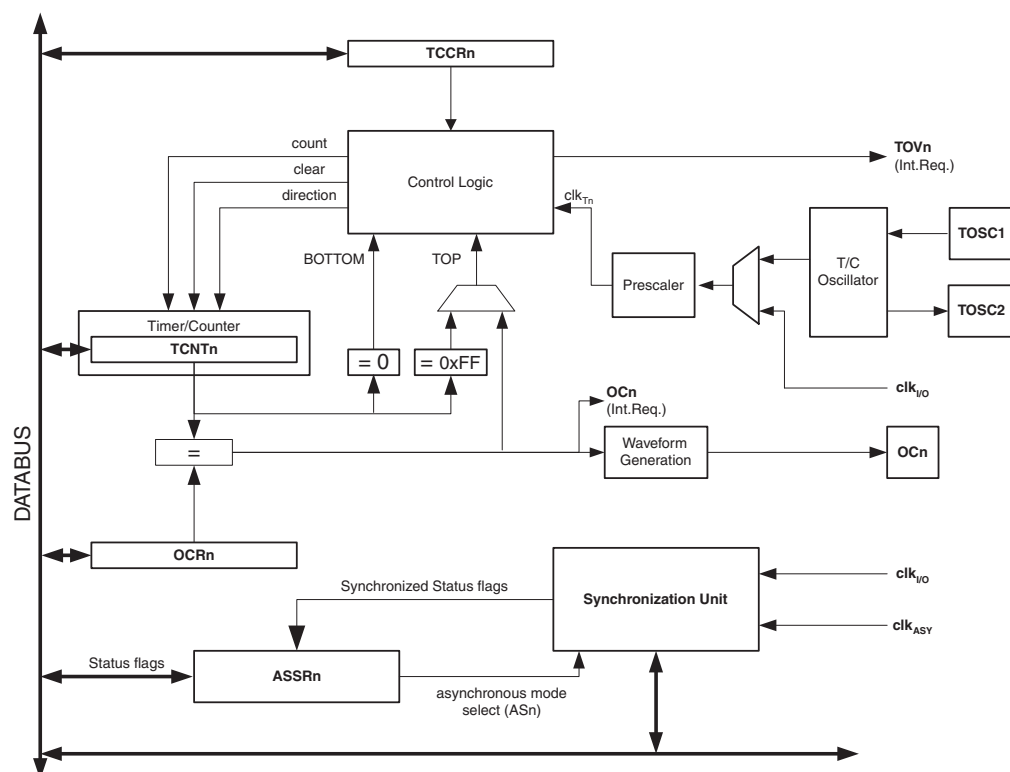 TCCRn
count
clear
direction
Control Logic
TOVn
(Int.Req.)
clkTn
BOTTOM
TOP
Prescaler
T/C
Oscillator
TOSC1
TOSC2
Timer/Counter
TCNTn
= 0
= 0xFF
clkI/O
OCn
(Int.Req.)
=
Waveform
Generation
OCn
DATABUS
OCRn
Synchronized Status flags
Synchronization Unit
clkI/O
clkASY
Status flags
ASSRn
asynchronous mode
select (ASn)